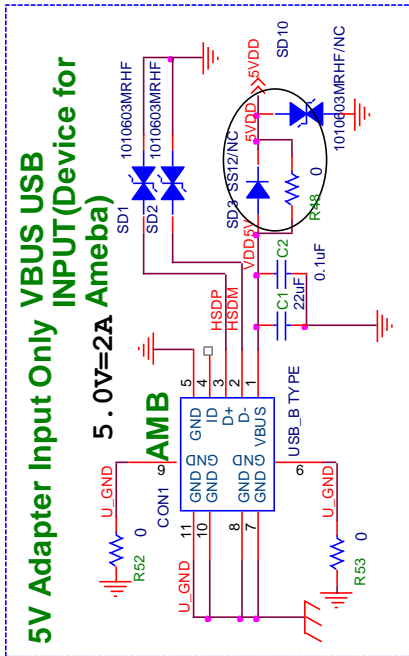 5V Adapter Input Only
VBUS USB
INPUT(Device for
Ameba)
5.0V=2A
AMB
SD1
1010603MRHF
SD2
1010603MRHF
SD10
1010603MRHF/NC
5VDD
5VDD
SD3
SS12/NC
R48
0
VDD5V
C1
22uF
C2
0.1uF
HSDP
HSDM
5
4
3
2
1
GND
ID
D+
D-
VBUS
USB_B TYPE
CON1
9
GND
GND
6
GND
GND
GND
GND
11
10
8
7
U_GND
R52
0
U_GND
R53
0
U_GND